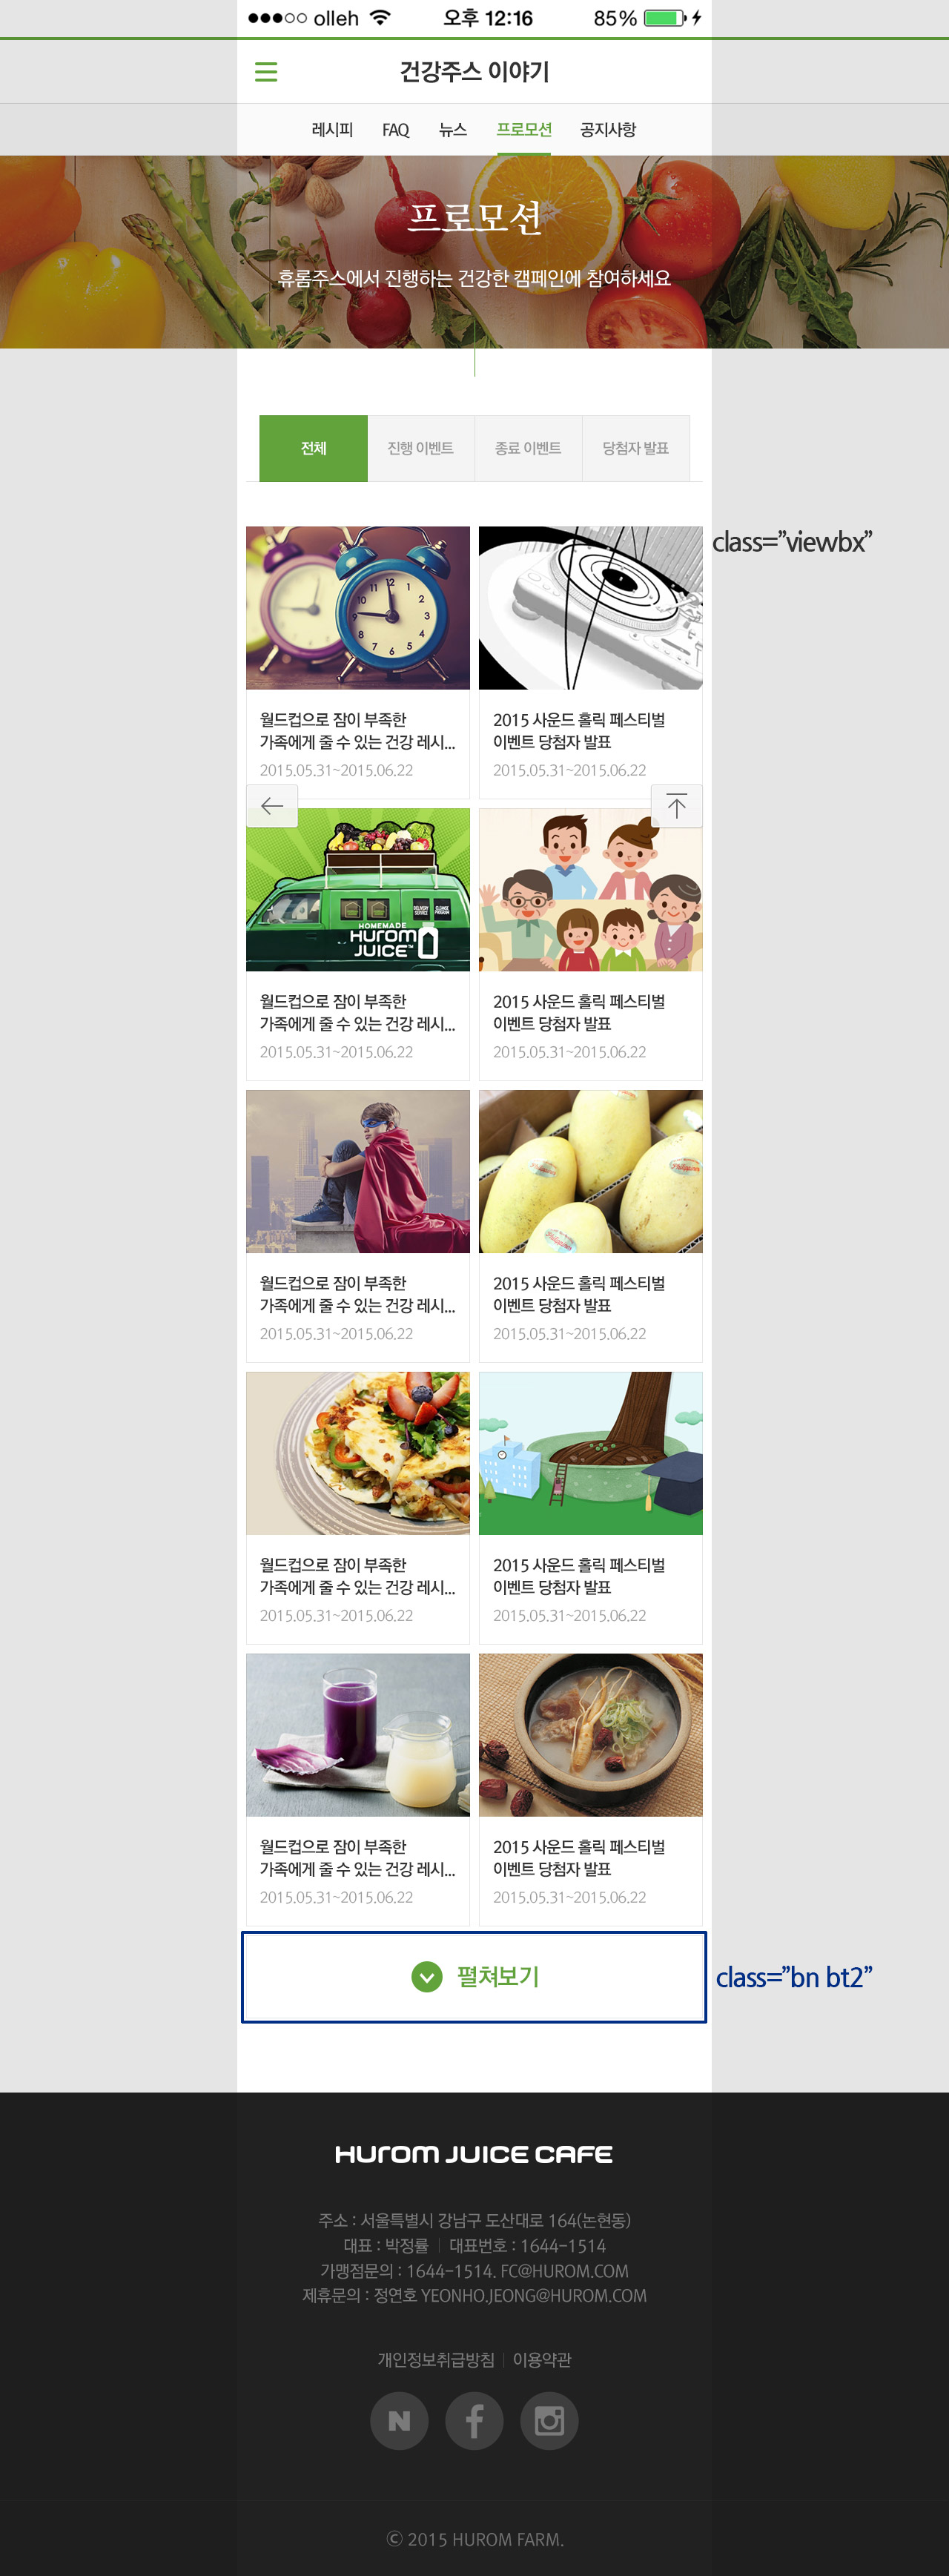 olleh 오후 12:16 85%
건강주스 이야기
레시피 FAQ 뉴스 프로모션 공지사항
프로모션
휴롬주스에서 진행하는 건강한 캠페인에 참여하세요
전체 진행 이벤트 종료 이벤트 당첨자 발표
class="viewbx"
월드컵으로 잠이 부족한
가족에게 줄 수 있는 건강 레시...
2015.05.31~2015.06.22
2015 사운드 홀릭 페스티벌
이벤트 당첨자 발표
2015.05.31~2015.06.22
HOMEMADE
HUROM
JUICE™
DELIVERY
SERVICE
CLEANSE
PROGRAM
월드컵으로 잠이 부족한
가족에게 줄 수 있는 건강 레시...
2015.05.31~2015.06.22
2015 사운드 홀릭 페스티벌
이벤트 당첨자 발표
2015.05.31~2015.06.22
월드컵으로 잠이 부족한
가족에게 줄 수 있는 건강 레시...
2015.05.31~2015.06.22
2015 사운드 홀릭 페스티벌
이벤트 당첨자 발표
2015.05.31~2015.06.22
월드컵으로 잠이 부족한
가족에게 줄 수 있는 건강 레시...
2015.05.31~2015.06.22
2015 사운드 홀릭 페스티벌
이벤트 당첨자 발표
2015.05.31~2015.06.22
월드컵으로 잠이 부족한
가족에게 줄 수 있는 건강 레시...
2015.05.31~2015.06.22
2015 사운드 홀릭 페스티벌
이벤트 당첨자 발표
2015.05.31~2015.06.22
펼쳐보기
class="bn bt2"
HUROM JUICE CAFE
주소 : 서울특별시 강남구 도산대로 164(논현동)
대표 : 박정률 | 대표번호 : 1644-1514
가맹점문의 : 1644-1514. FC@HUROM.COM
제휴문의 : 정연호 YEONHO.JEONG@HUROM.COM
개인정보취급방침 | 이용약관
N f
© 2015 HUROM FARM.